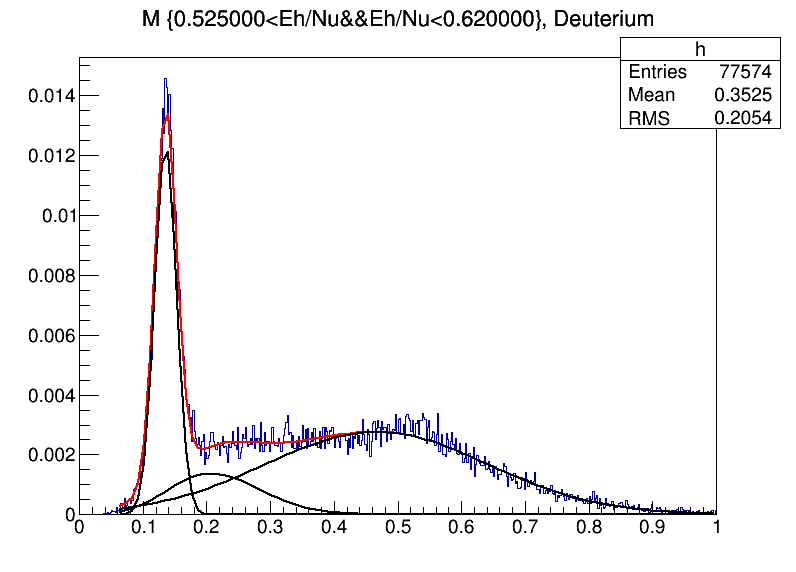 M {0.525000<Eh/Nu&&Eh/Nu<0.620000}, Deuterium
h
Entries 77574
Mean 0.3525
RMS 0.2054
0.014
0.012
0.01
0.008
0.006
0.004
0.002
0
0 0.1 0.2 0.3 0.4 0.5 0.6 0.7 0.8 0.9 1